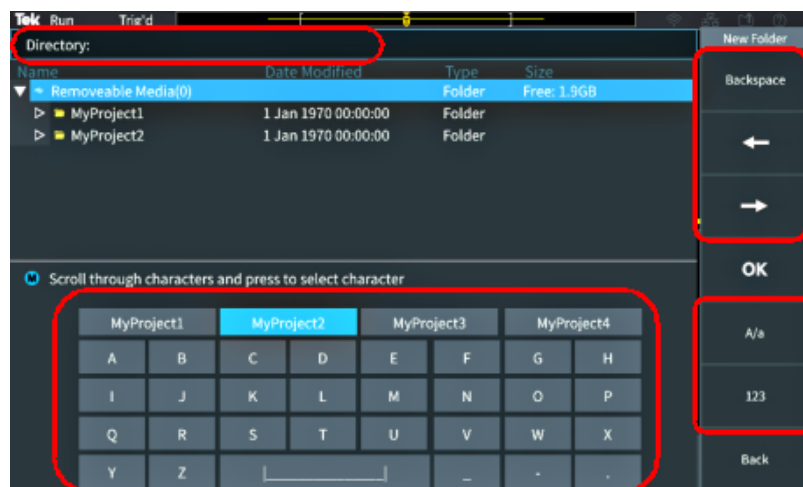 Tek Run Trig'd
Directory:
New Folder
Name Date Modified Type Size
Removeable Media(0) Folder Free: 1.9GB
MyProject1 1 Jan 1970 00:00:00 Folder
MyProject2 1 Jan 1970 00:00:00 Folder
Backspace
OK
M Scroll through characters and press to select character
MyProject1 MyProject2 MyProject3 MyProject4
A B C D E F G H
I J K L M N O P
Q R S T U V W X
Y Z _ - .
A/a
123
Back